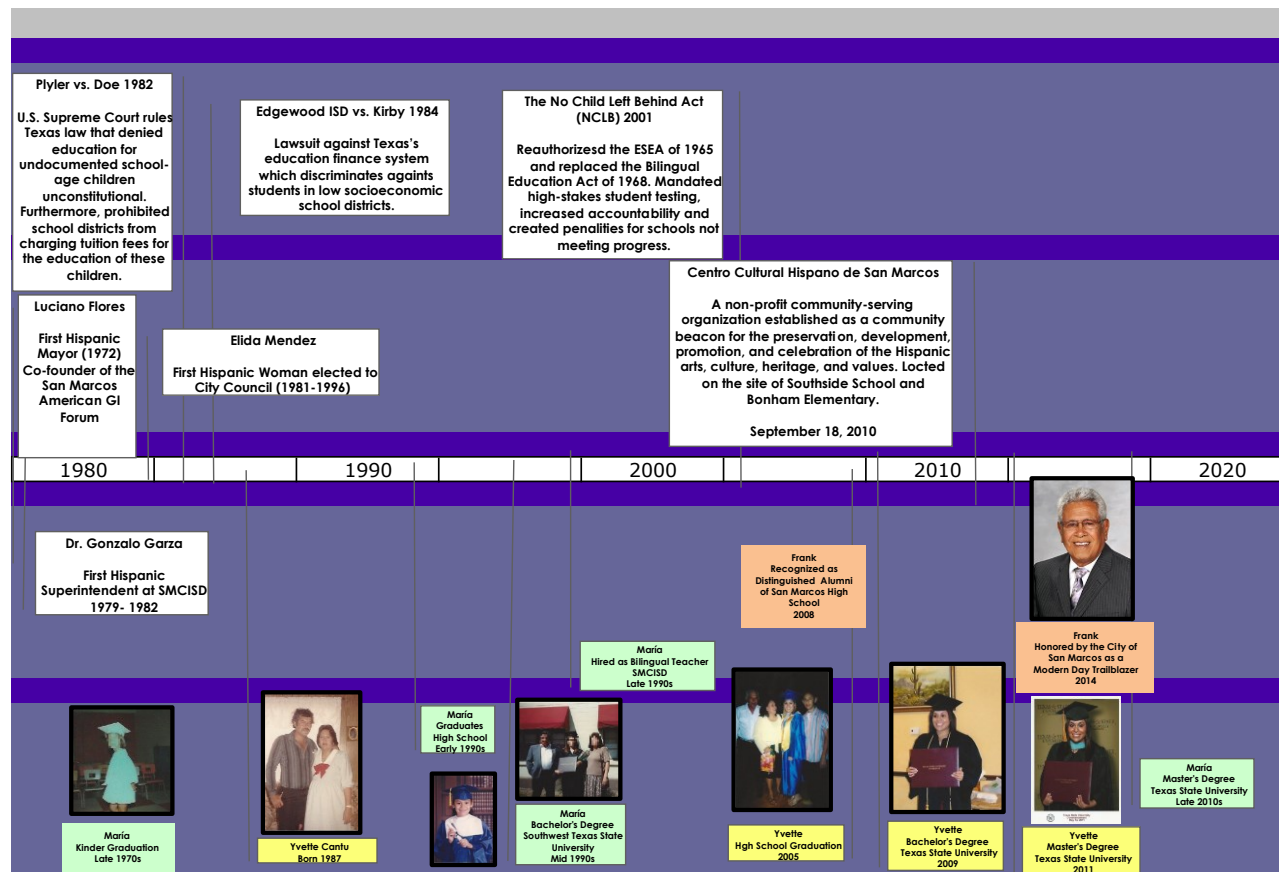 Plyler vs. Doe 1982
U.S. Supreme Court rules
Texas law that denied
education for
undocumented school-
age children
unconstitutional.
Furthermore, prohibited
school districts from
charging tuition fees for
the education of these
children.
Edgewood ISD vs. Kirby 1984
Lawsuit against Texas’s
education finance system
which discriminates againts
students in low socioeconomic
school districts.
The No Child Left Behind Act
(NCLB) 2001
Reauthorizesd the ESEA of 1965
and replaced the Bilingual
Education Act of 1968. Mandated
high-stakes student testing,
increased accountability and
created penalities for schools not
meeting progress.
Luciano Flores
First Hispanic
Mayor (1972)
Co-founder of the
San Marcos
American GI
Forum
Elida Mendez
First Hispanic Woman elected to
City Council (1981-1996)
Centro Cultural Hispano de San Marcos
A non-profit community-serving
organization established as a community
beacon for the preservation, development,
promotion, and celebration of the Hispanic
arts, culture, heritage, and values. Locted
on the site of Southside School and
Bonham Elementary.
September 18, 2010
1980
1990
2000
2010
2020
Dr. Gonzalo Garza
First Hispanic
Superintendent at SMCISD
1979- 1982
Frank
Recognized as
Distinguished Alumni
of San Marcos High
School
2008
Frank
Honored by the City of
San Marcos as a
Modern Day Trailblazer
2014
María
Hired as Bilingual Teacher
SMCISD
Late 1990s
María
Kinder Graduation
Late 1970s
Yvette Cantu
Born 1987
María
Graduates
High School
Early 1990s
María
Bachelor's Degree
Southwest Texas State
University
Mid 1990s
Yvette
Hgh School Graduation
2005
Yvette
Bachelor's Degree
Texas State University
2009
Yvette
Master's Degree
Texas State University
2011
María
Master's Degree
Texas State University
Late 2010s